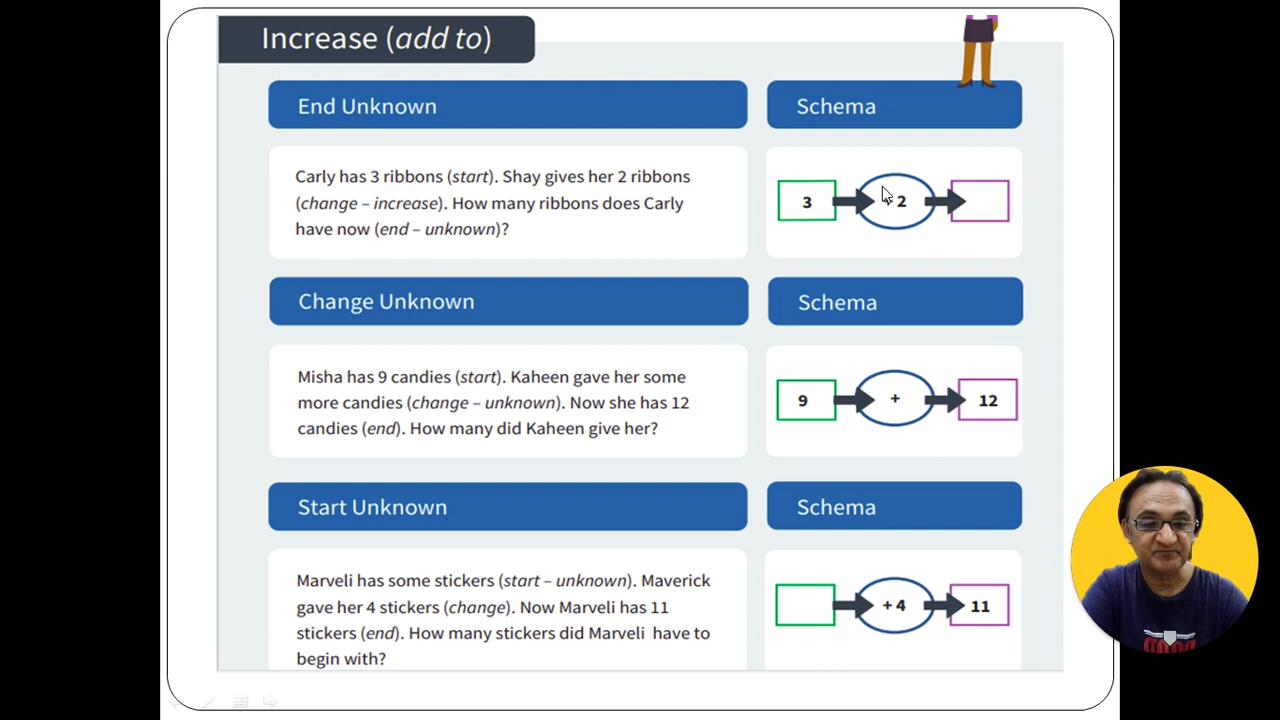 Increase (add to)
End Unknown
Schema
Carly has 3 ribbons (start). Shay gives her 2 ribbons
(change – increase). How many ribbons does Carly
have now (end – unknown)?
3
2
Change Unknown
Schema
Misha has 9 candies (start). Kaheen gave her some
more candies (change – unknown). Now she has 12
candies (end). How many did Kaheen give her?
9
+
12
Start Unknown
Schema
Marveli has some stickers (start – unknown). Maverick
gave her 4 stickers (change). Now Marveli has 11
stickers (end). How many stickers did Marveli have to
begin with?
+ 4
11